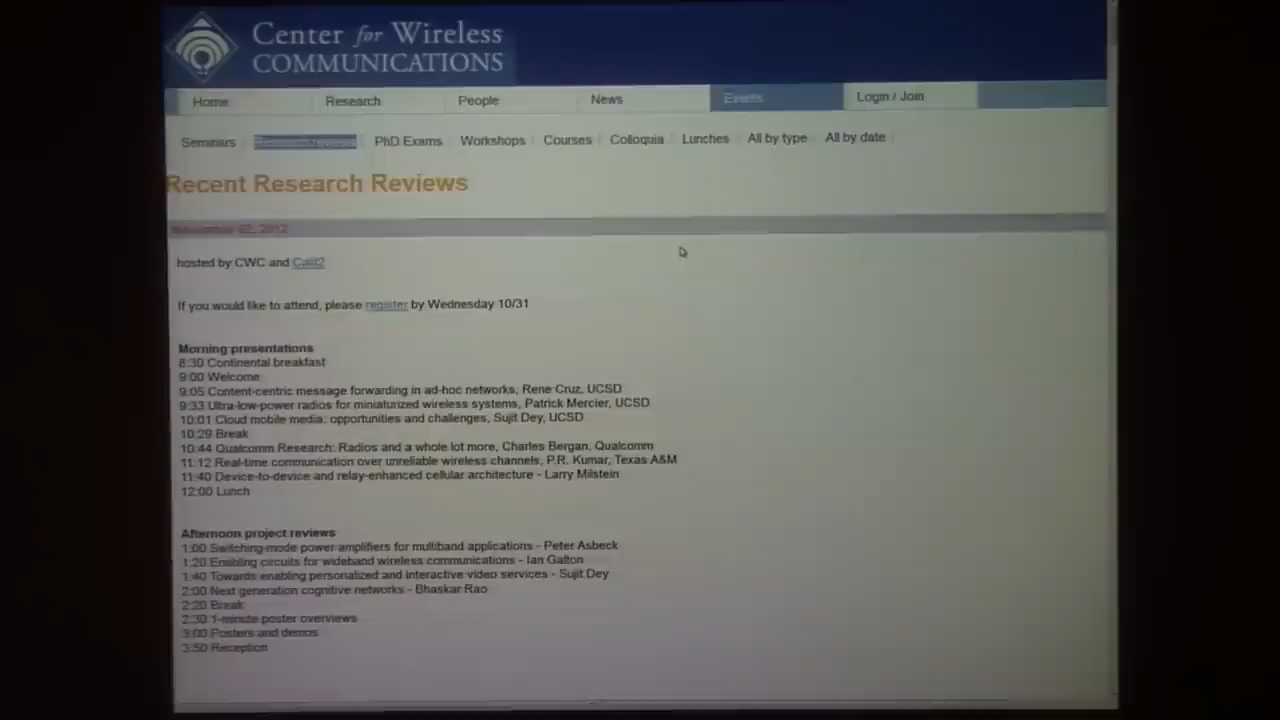 Center for Wireless
COMMUNICATIONS
Home Research People News Events Login / Join
Seminars PhD Exams Workshops Courses Colloquia Lunches All by type All by date
Recent Research Reviews
November 02, 2012
hosted by CWC and Calit2
If you would like to attend, please register by Wednesday 10/31
Morning presentations
8:30 Continental breakfast
9:00 Welcome
9:05 Content-centric message forwarding in ad-hoc networks, Rene Cruz, UCSD
9:33 Ultra-low-power radios for miniaturized wireless systems, Patrick Mercier, UCSD
10:01 Cloud mobile media: opportunities and challenges, Sujit Dey, UCSD
10:29 Break
10:44 Qualcomm Research: Radios and a whole lot more, Charles Bergan, Qualcomm
11:12 Real-time communication over unreliable wireless channels, P.R. Kumar, Texas A&M
11:40 Device-to-device and relay-enhanced cellular architecture - Larry Milstein
12:00 Lunch
Afternoon project reviews
1:00 Switching-mode power amplifiers for multiband applications - Peter Asbeck
1:20 Enabling circuits for wideband wireless communications - Ian Galton
1:40 Towards enabling personalized and interactive video services - Sujit Dey
2:00 Next generation cognitive networks - Bhaskar Rao
2:20 Break
2:30 1-minute poster overviews
3:00 Posters and demos
3:50 Reception